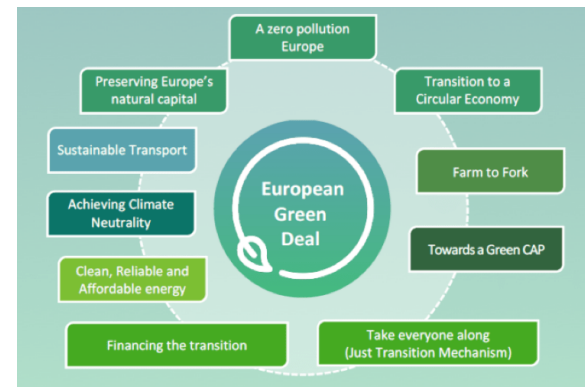 A zero pollution
Europe
Preserving Europe's
natural capital
Transition to a
Circular Economy
Sustainable Transport
Farm to Fork
European
Green
Deal
Achieving Climate
Neutrality
Towards a Green CAP
Clean, Reliable and
Affordable energy
Financing the transition
Take everyone along
(Just Transition Mechanism)